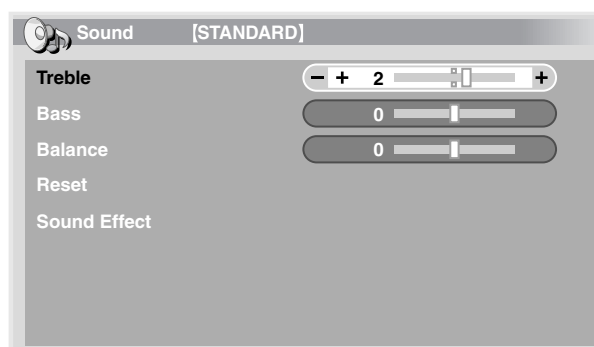 Sound [STANDARD]
Treble − + 2 +
Bass 0
Balance 0
Reset
Sound Effect